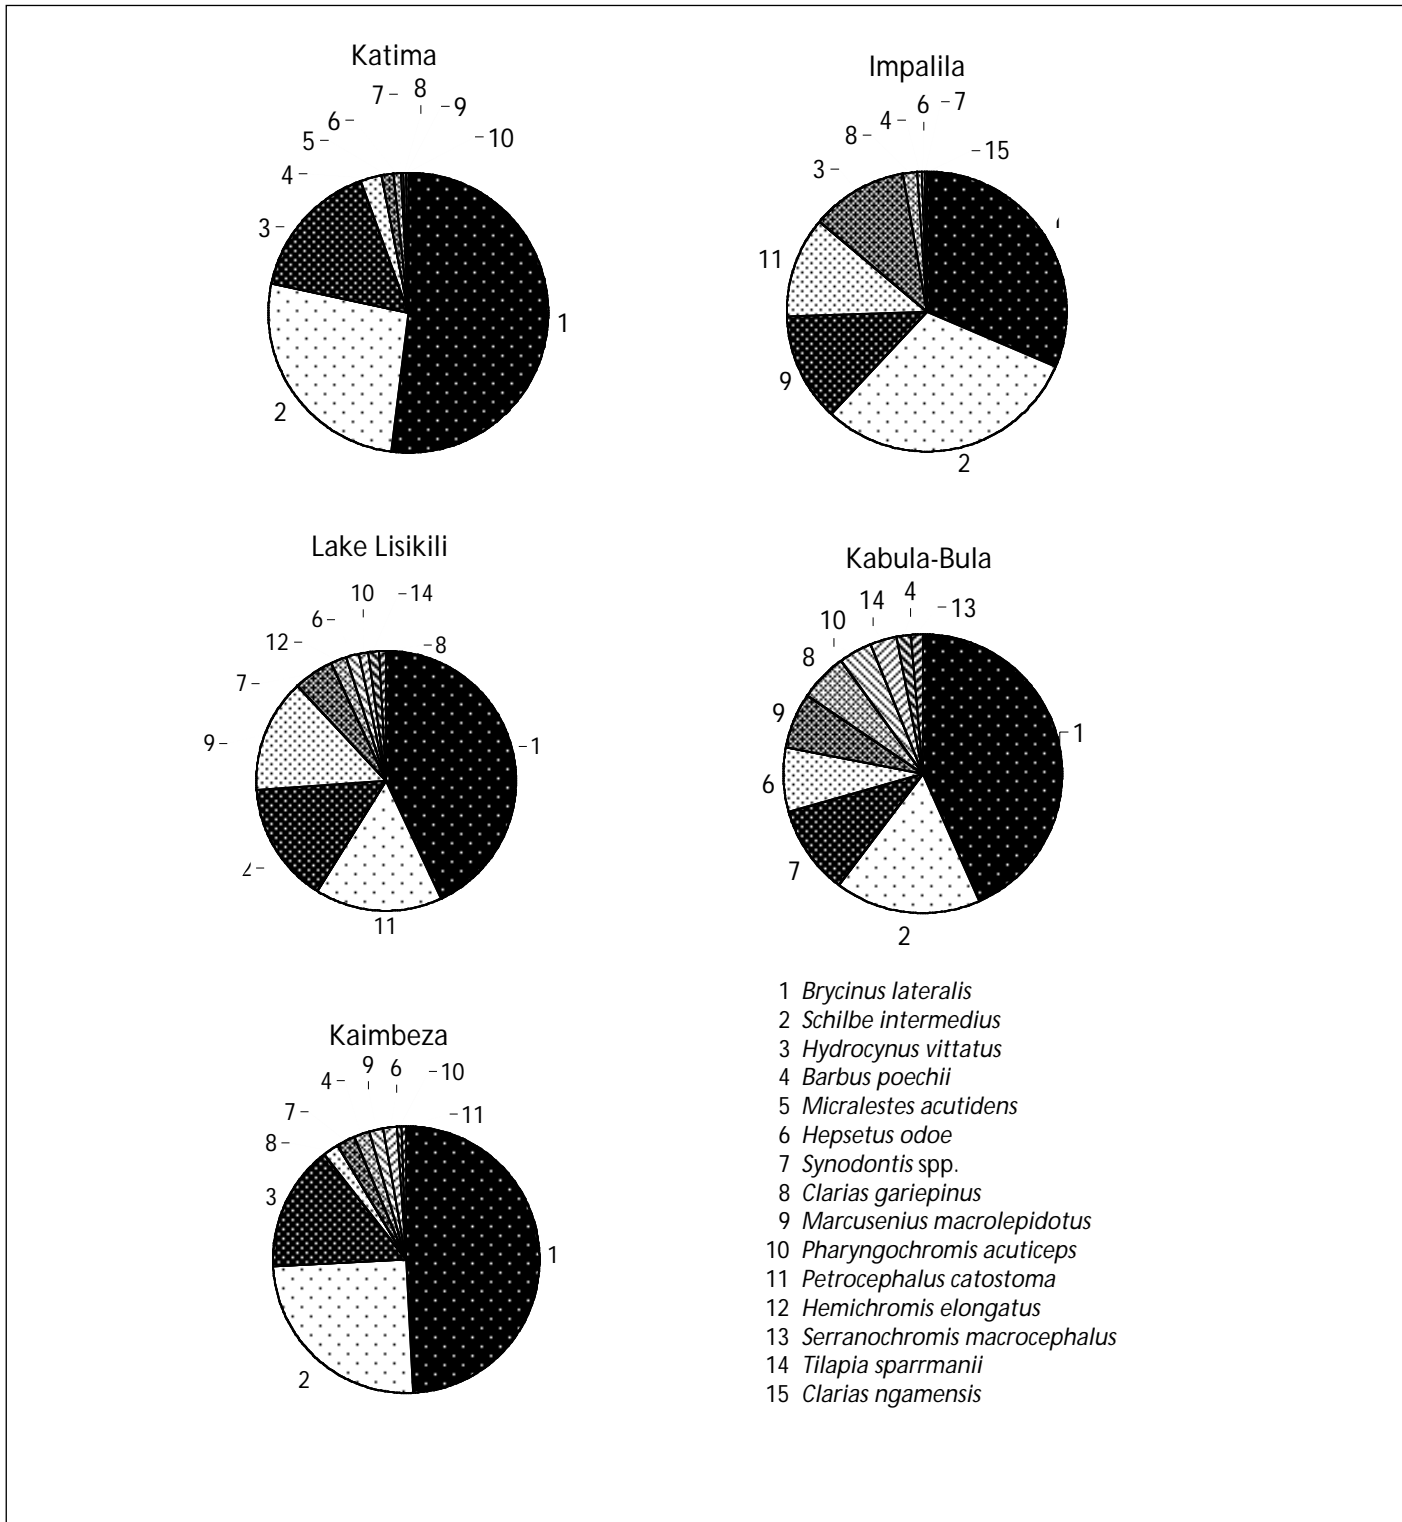 Katima
7 8 9
6 10
5
4
3
1
2
Impalila
6 7
4
8 15
3
11
9
2
Lake Lisikili
10 14
6
12 8
7
9 1
11
Kabula-Bula
14 4 13
10
8
9 1
6
7
2
Kaimbeza
9 6 10
4
7 11
8
3
1
2
1 Brycinus lateralis
2 Schilbe intermedius
3 Hydrocynus vittatus
4 Barbus poechii
5 Micralestes acutidens
6 Hepsetus odoe
7 Synodontis spp.
8 Clarias gariepinus
9 Marcusenius macrolepidotus
10 Pharyngochromis acuticeps
11 Petrocephalus catostoma
12 Hemichromis elongatus
13 Serranochromis macrocephalus
14 Tilapia sparrmanii
15 Clarias ngamensis